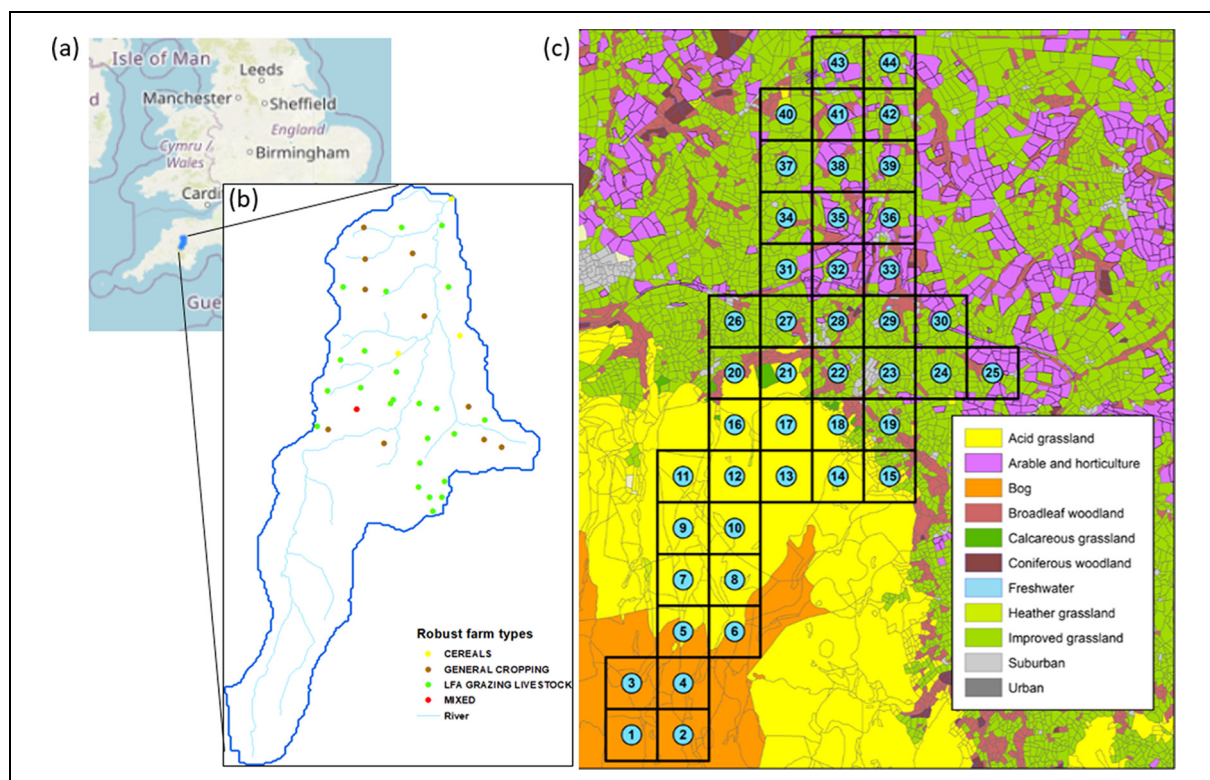 (a)
Isle of Man
Leeds
Manchester
Sheffield
England
Cymru /
Wales
Birmingham
Cardi
Gue
(b)
Robust farm types
CEREALS
GENERAL CROPPING
LFA GRAZING LIVESTOCK
MIXED
River
(c)
43 44
40 41 42
37 38 39
34 35 36
31 32 33
26 27 28 29 30
20 21 22 23 24 25
16 17 18 19
11 12 13 14 15
9 10
7 8
5 6
3 4
1 2
Acid grassland
Arable and horticulture
Bog
Broadleaf woodland
Calcareous grassland
Coniferous woodland
Freshwater
Heather grassland
Improved grassland
Suburban
Urban